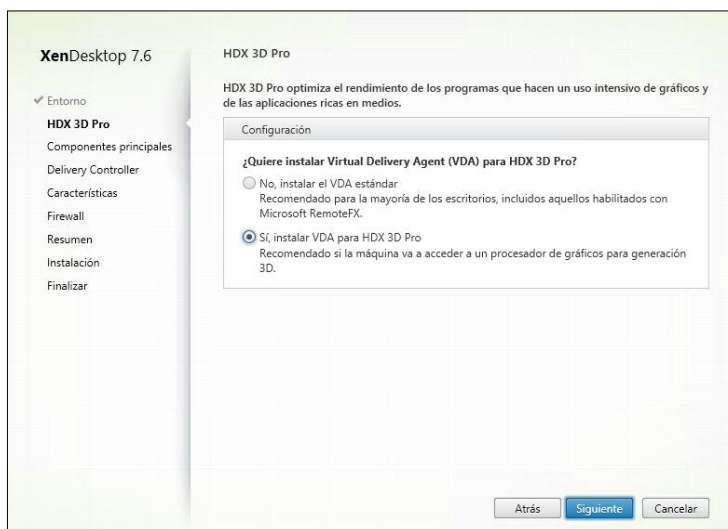 XenDesktop 7.6
Entorno
HDX 3D Pro
Componentes principales
Delivery Controller
Características
Firewall
Resumen
Instalación
Finalizar
HDX 3D Pro
HDX 3D Pro optimiza el rendimiento de los programas que hacen un uso intensivo de gráficos y
de las aplicaciones ricas en medios.
Configuración
¿Quiere instalar Virtual Delivery Agent (VDA) para HDX 3D Pro?
No, instalar el VDA estándar
Recomendado para la mayoría de los escritorios, incluidos aquellos habilitados con
Microsoft RemoteFX.
Sí, instalar VDA para HDX 3D Pro
Recomendado si la máquina va a acceder a un procesador de gráficos para generación
3D.
Atrás
Siguiente
Cancelar